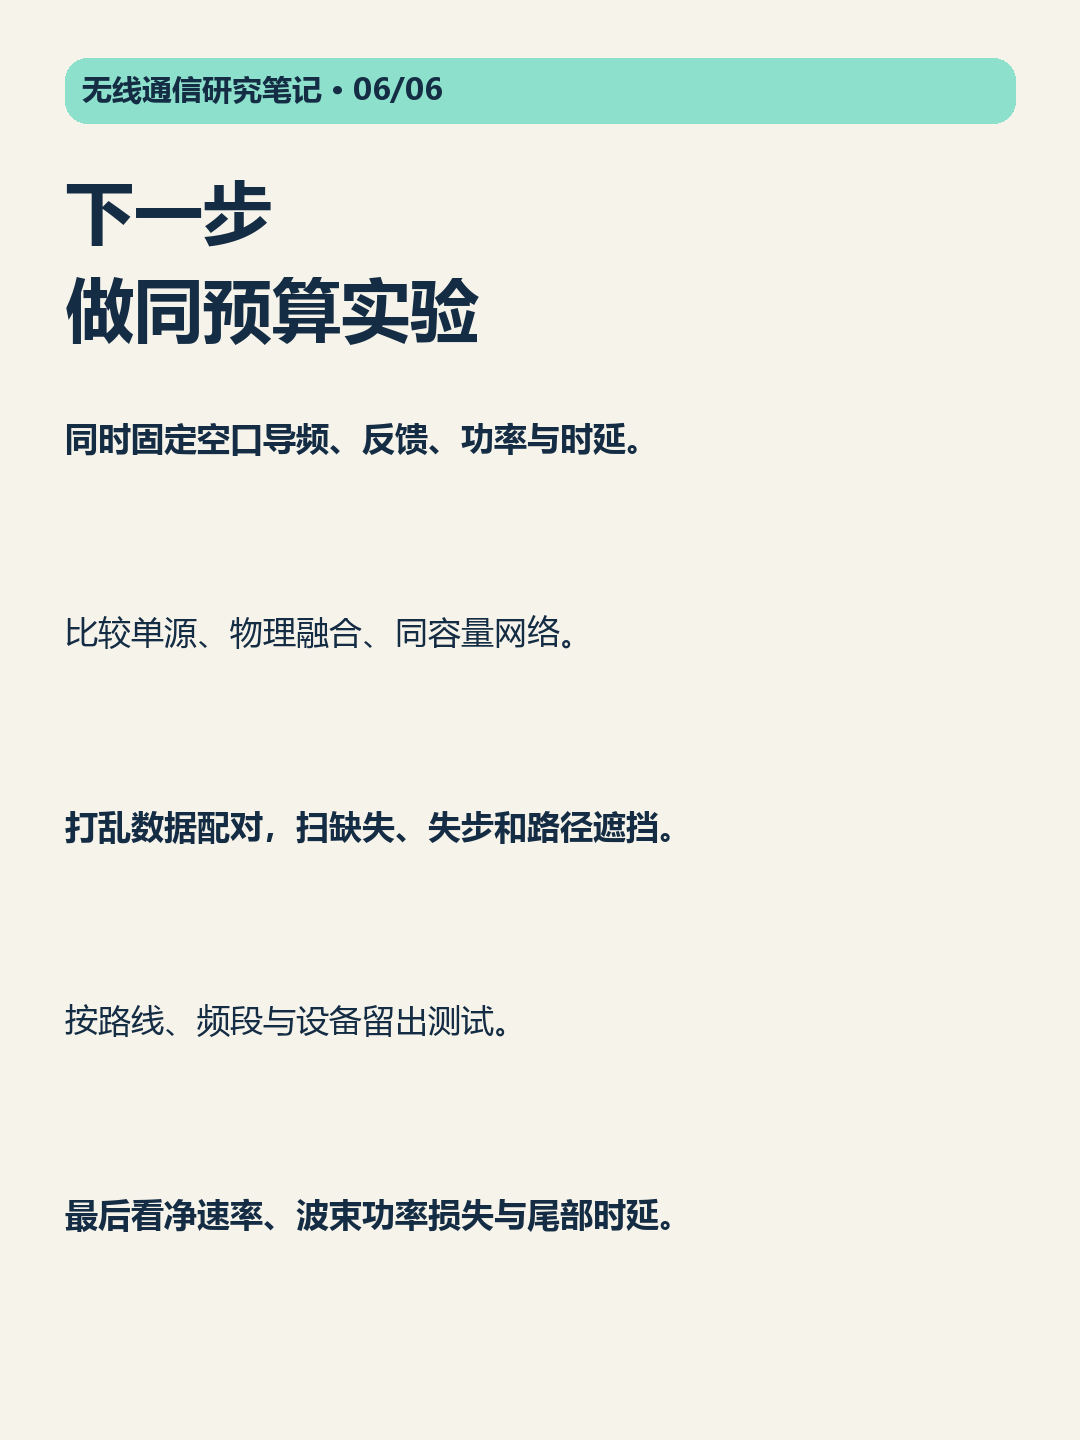 无线通信研究笔记 • 06/06
下一步
做同预算实验
同时固定空口导频、反馈、功率与时延。
比较单源、物理融合、同容量网络。
打乱数据配对，扫缺失、失步和路径遮挡。
按路线、频段与设备留出测试。
最后看净速率、波束功率损失与尾部时延。